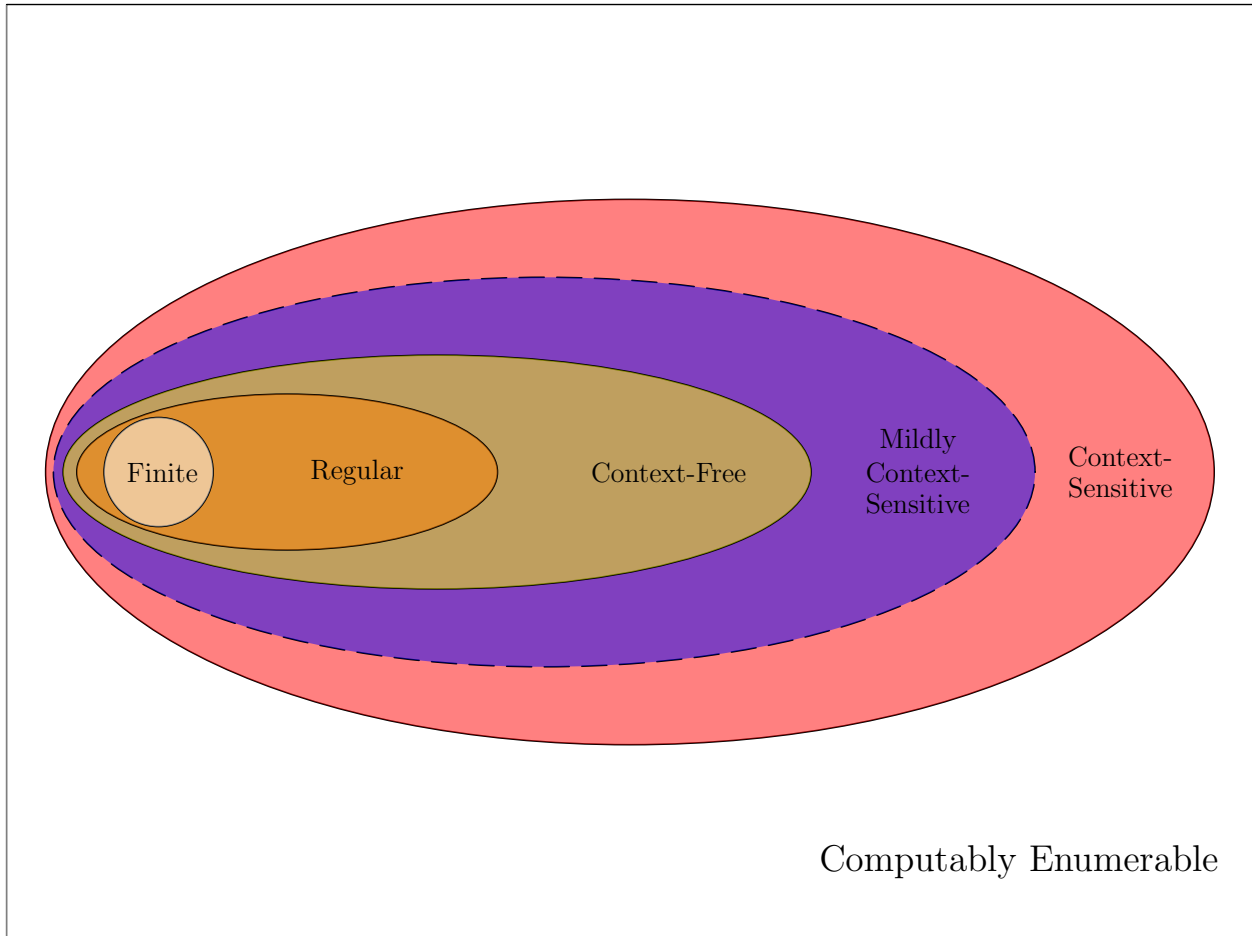 Finite
Regular
Context-Free
Mildly
Context-
Sensitive
Context-
Sensitive
Computably Enumerable